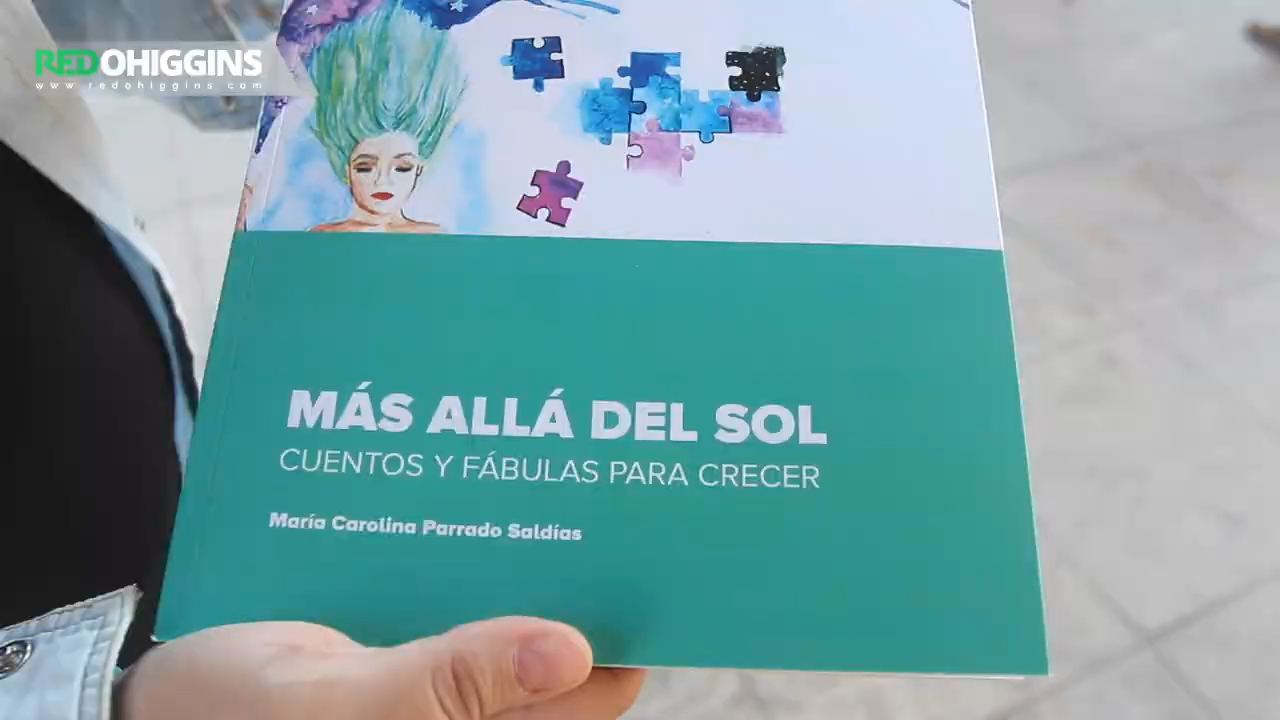 REDOHIGGINS
www.redohiggins.com
MÁS ALLÁ DEL SOL
CUENTOS Y FÁBULAS PARA CRECER
María Carolina Parrado Saldías